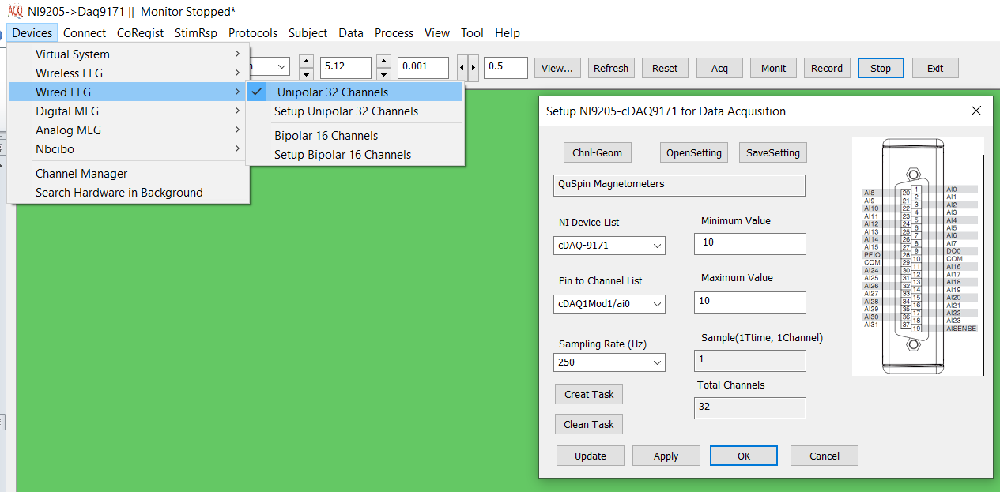 ACQ NI9205->Daq9171 || Monitor Stopped*
Devices Connect CoRegist StimRsp Protocols Subject Data Process View Tool Help
5.12 0.001 0.5 View... Refresh Reset Acq Monit Record Stop Exit
Virtual System
Wireless EEG
Wired EEG
Digital MEG
Analog MEG
Nbcibo
Channel Manager
Search Hardware in Background
Unipolar 32 Channels
Setup Unipolar 32 Channels
Bipolar 16 Channels
Setup Bipolar 16 Channels
Setup NI9205-cDAQ9171 for Data Acquisition
Chnl-Geom OpenSetting SaveSetting
QuSpin Magnetometers
NI Device List Minimum Value
cDAQ-9171 -10
Pin to Channel List Maximum Value
cDAQ1Mod1/ai0 10
Sampling Rate (Hz) Sample(1Ttime, 1Channel)
250 1
Creat Task Total Channels
32
Clean Task
Update Apply OK Cancel
1 AI0
AI8 20 2 AI1
AI9 21 3 AI2
AI10 22 4 AI3
AI11 23 5 AI4
AI12 24 6 AI5
AI13 25 7 AI6
AI14 26 8 AI7
AI15 27 9 DO0
PFI0 28 10 COM
COM 29 11 AI16
AI24 30 12 AI17
AI25 31 13 AI18
AI26 32 14 AI19
AI27 33 15 AI20
AI28 34 16 AI21
AI29 35 17 AI22
AI30 36 18 AI23
AI31 37 19 AISENSE